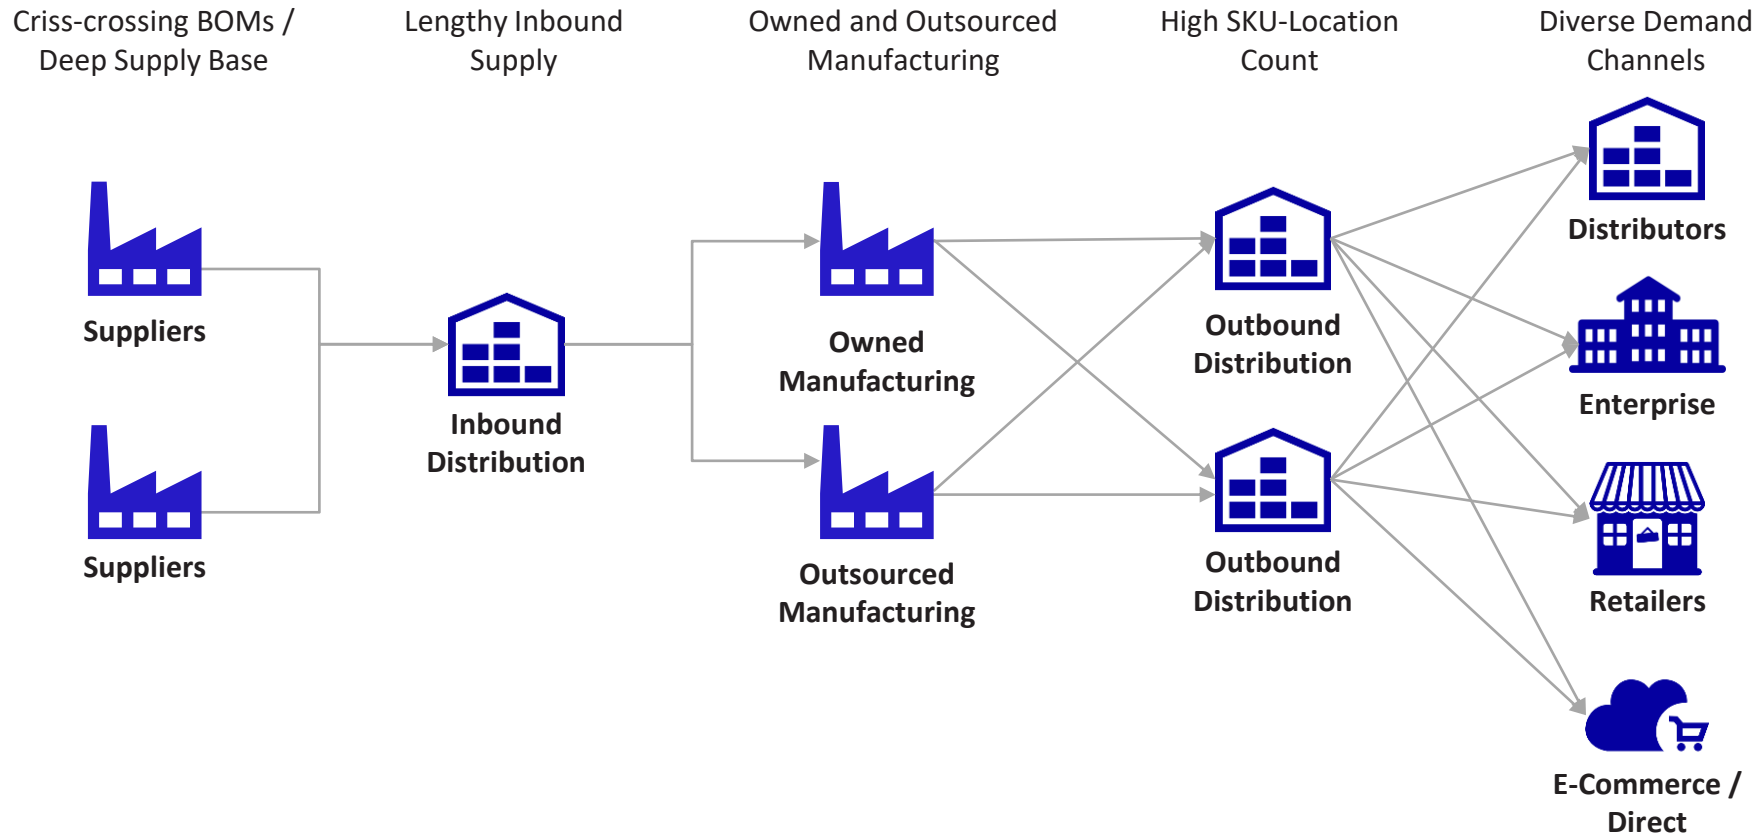 Criss-crossing BOMs /
Deep Supply Base
Lengthy Inbound
Supply
Owned and Outsourced
Manufacturing
High SKU-Location
Count
Diverse Demand
Channels
Suppliers
Suppliers
Inbound
Distribution
Owned
Manufacturing
Outsourced
Manufacturing
Outbound
Distribution
Outbound
Distribution
Distributors
Enterprise
Retailers
E-Commerce /
Direct